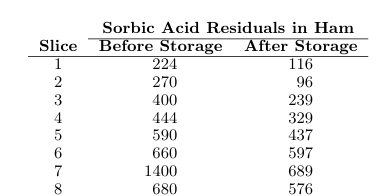 Sorbic Acid Residuals in Ham
Slice Before Storage After Storage
1 224 116
2 270 96
3 400 239
4 444 329
5 590 437
6 660 597
7 1400 689
8 680 576